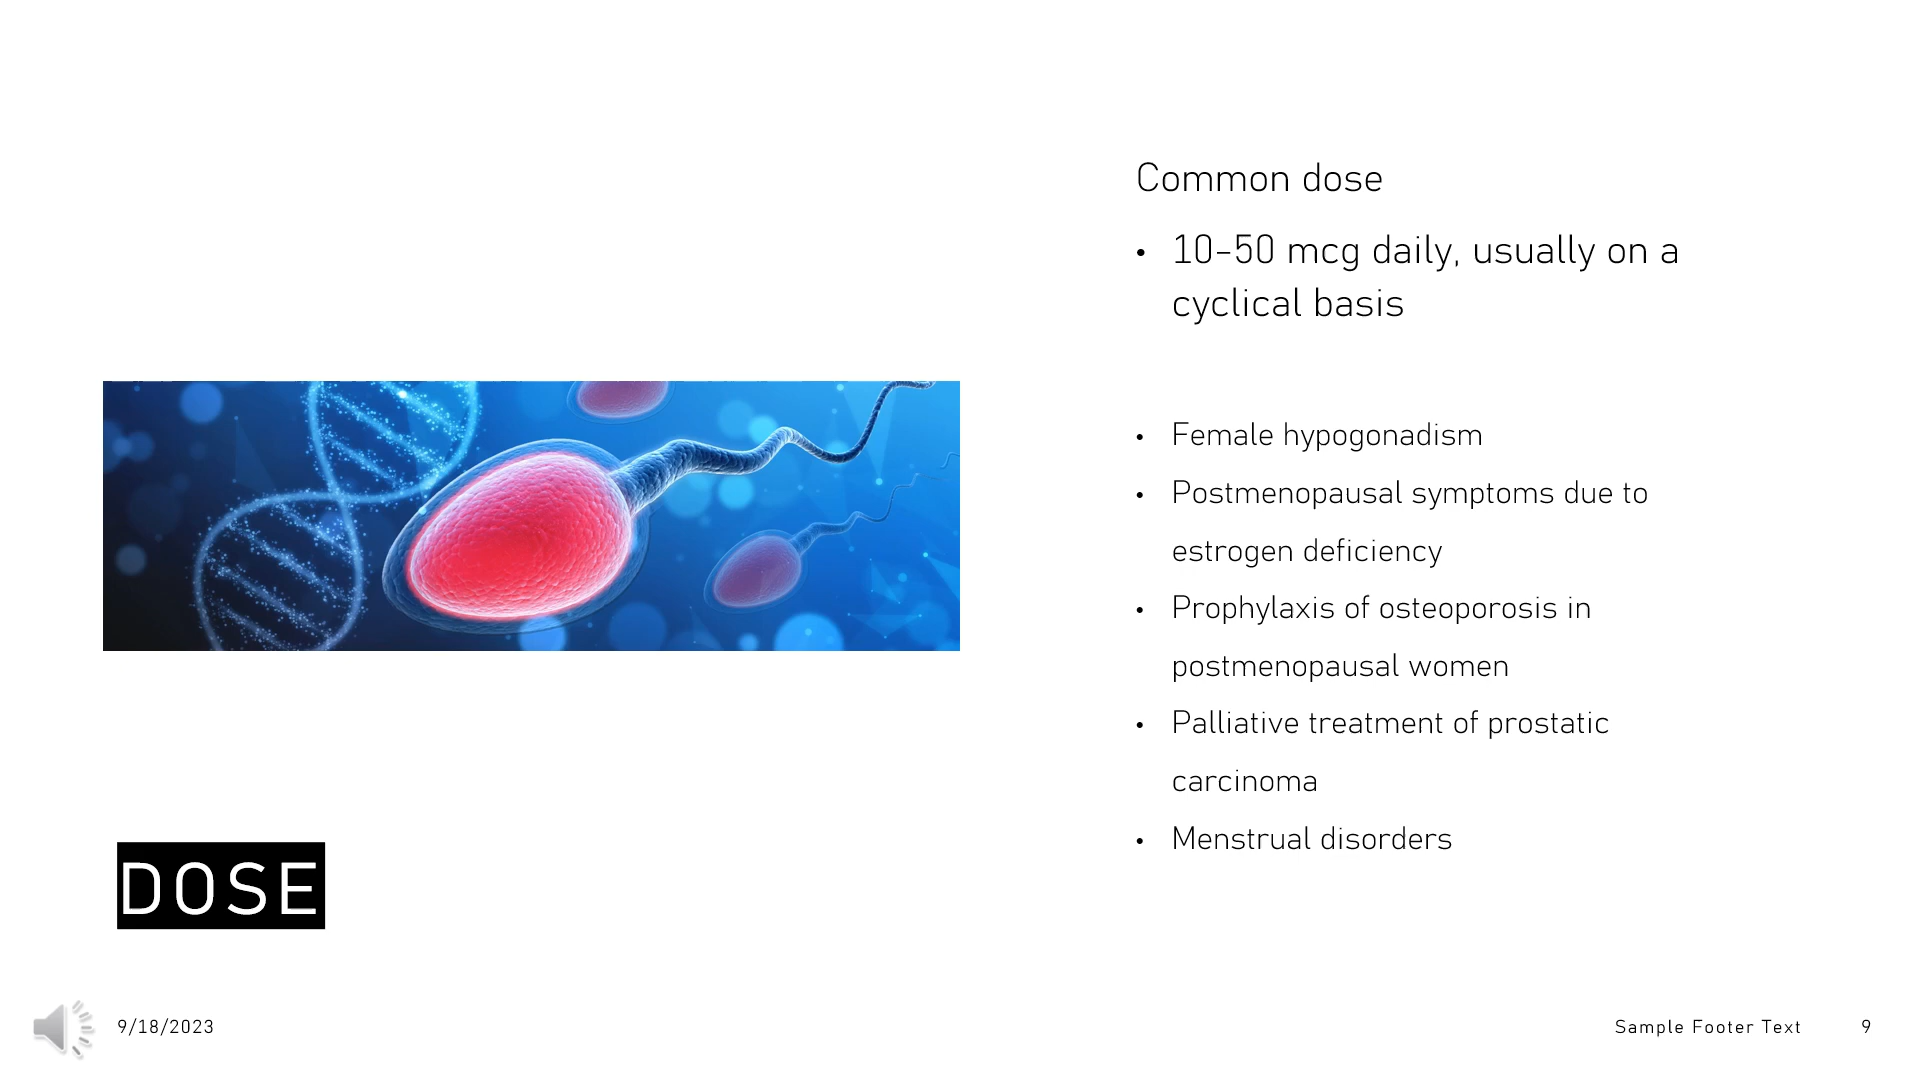 Common dose
• 10-50 mcg daily, usually on a
cyclical basis
• Female hypogonadism
• Postmenopausal symptoms due to
estrogen deficiency
• Prophylaxis of osteoporosis in
postmenopausal women
• Palliative treatment of prostatic
carcinoma
• Menstrual disorders
DOSE
9/18/2023
Sample Footer Text
9